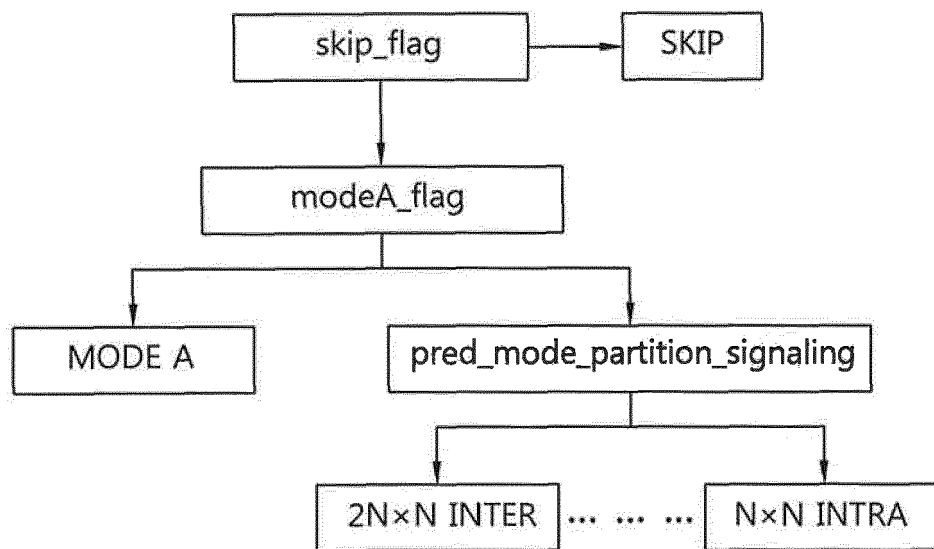 skip_flag
SKIP
modeA_flag
MODE A
pred_mode_partition_signaling
2N×N INTER
... ... ...
N×N INTRA